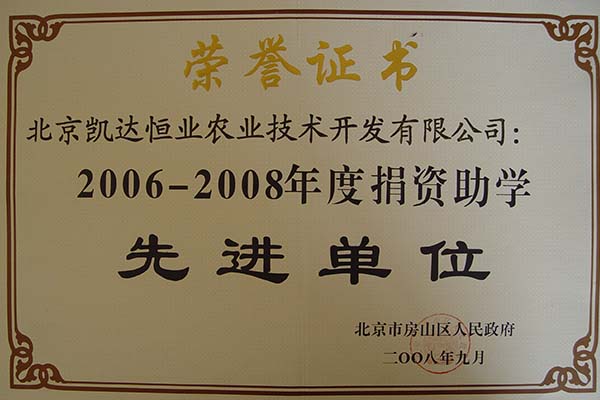 荣誉证书
北京凯达恒业农业技术开发有限公司：
2006-2008年度捐资助学
先进单位
北京市房山区人民政府
二〇〇八年九月